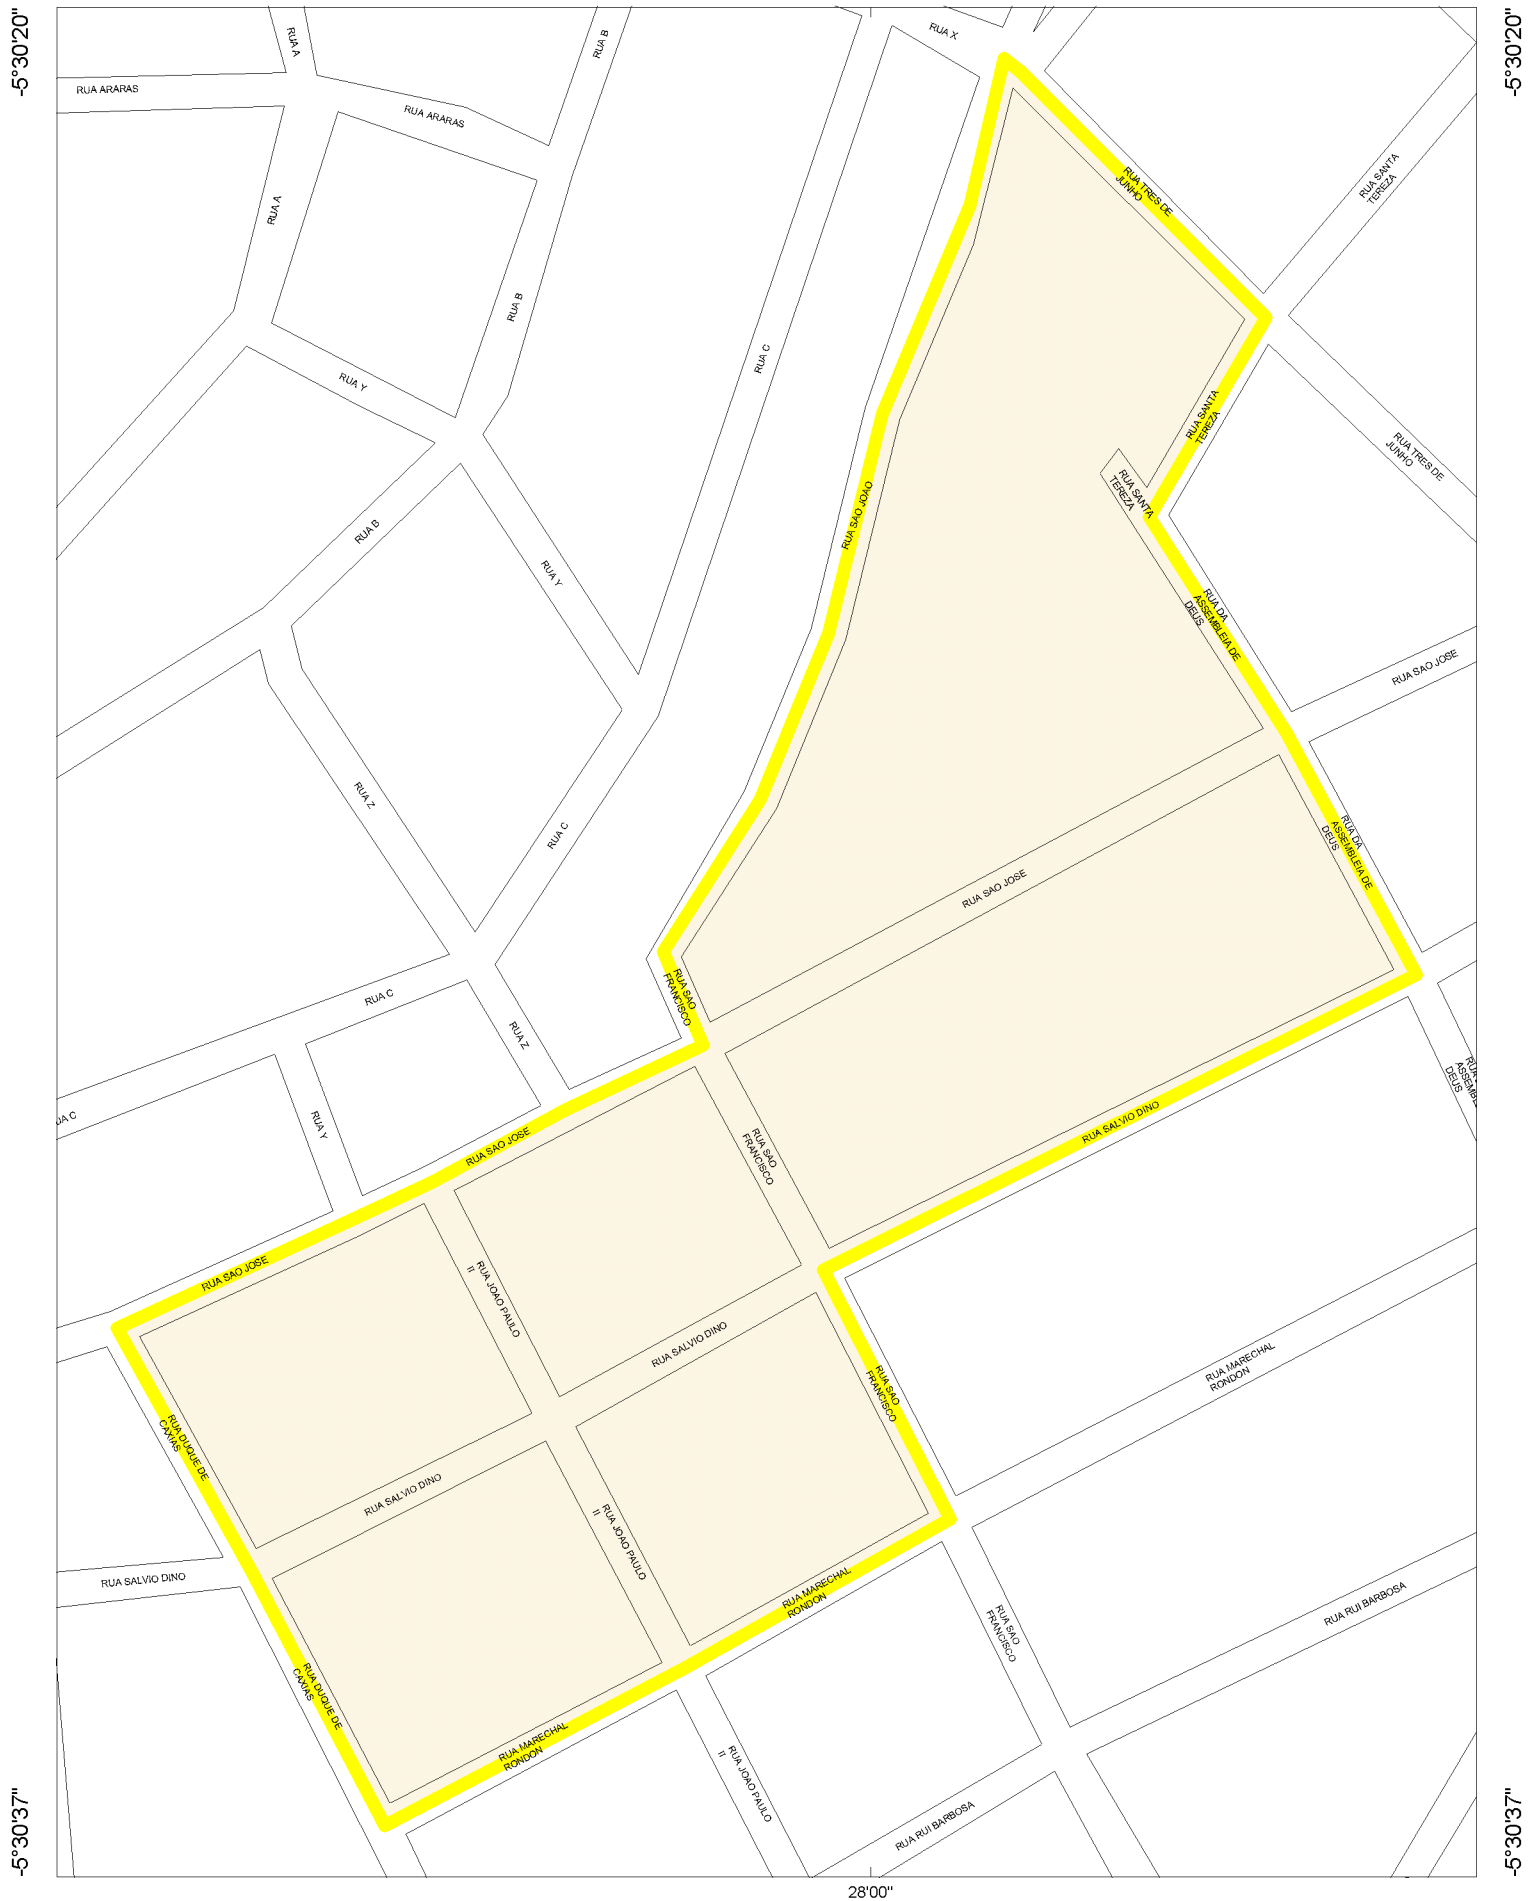 -5°30'20"
-5°30'20"
RUA A
RUA B
RUA X
RUA ARARAS
RUA ARARAS
RUA SANTA
TEREZA
RUA TRES DE
JUNHO
RUA A
RUA B
RUA C
RUA Y
RUA SANTA
TEREZA
RUA TRES DE
JUNHO
RUA SANTA
TEREZA
RUA SAO JOAO
RUA B
RUA Y
RUA DA
ASSEMBLEIA DE
DEUS
RUA SAO JOSE
RUA Z
RUA C
RUA DA
ASSEMBLEIA DE
DEUS
RUA SAO JOSE
RUA SAO
FRANCISCO
RUA C
RUA Z
RUA
ASSEMBL
DEUS
UA C
RUA Y
RUA SALVIO DINO
RUA SAO JOSE
RUA SAO
FRANCISCO
RUA SAO JOSE
RUA JOAO PAULO
II
RUA SALVIO DINO
RUA MARECHAL
RONDON
RUA SAO
FRANCISCO
RUA DUQUE DE
CAXIAS
RUA SALVIO DINO
RUA JOAO PAULO
II
RUA SALVIO DINO
RUA MARECHAL
RONDON
RUA RUI BARBOSA
RUA SAO
FRANCISCO
RUA DUQUE DE
CAXIAS
RUA MARECHAL
RONDON
RUA JOAO PAULO
II
RUA RUI BARBOSA
-5°30'37"
-5°30'37"
28'00"